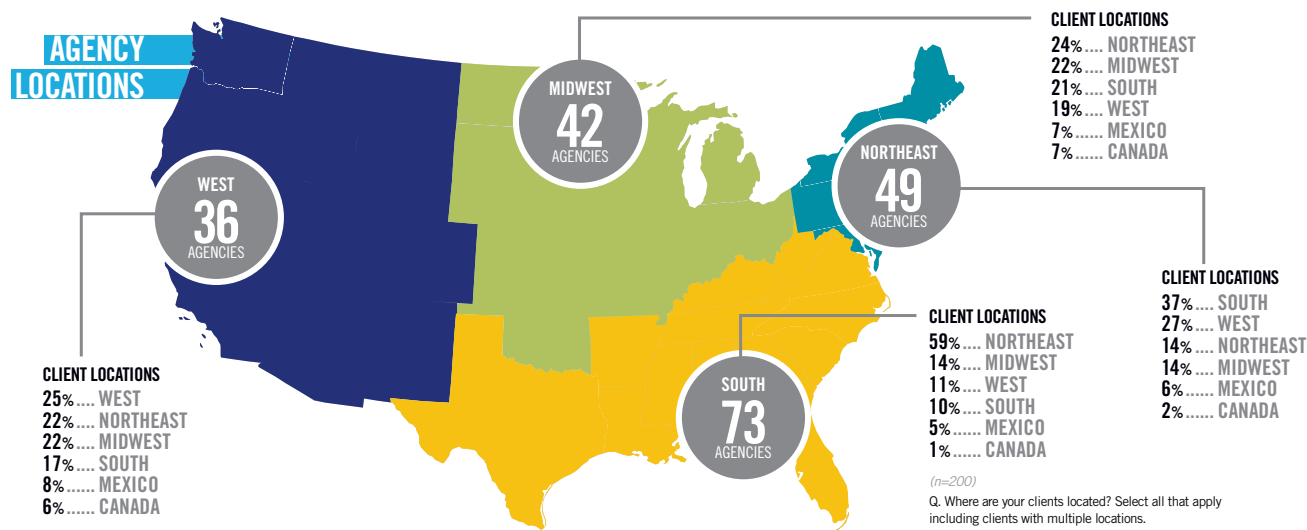 AGENCY
LOCATIONS
WEST
36
AGENCIES
CLIENT LOCATIONS
25% .... WEST
22% .... NORTHEAST
22% .... MIDWEST
17% .... SOUTH
8% ...... MEXICO
6% ...... CANADA
MIDWEST
42
AGENCIES
CLIENT LOCATIONS
24% .... NORTHEAST
22% .... MIDWEST
21% .... SOUTH
19% .... WEST
7% ...... MEXICO
7% ...... CANADA
NORTHEAST
49
AGENCIES
CLIENT LOCATIONS
37% .... SOUTH
27% .... WEST
14% .... NORTHEAST
14% .... MIDWEST
6% ...... MEXICO
2% ...... CANADA
SOUTH
73
AGENCIES
CLIENT LOCATIONS
59% .... NORTHEAST
14% .... MIDWEST
11% .... WEST
10% .... SOUTH
5% ...... MEXICO
1% ...... CANADA
(n=200)
Q. Where are your clients located? Select all that apply
including clients with multiple locations.